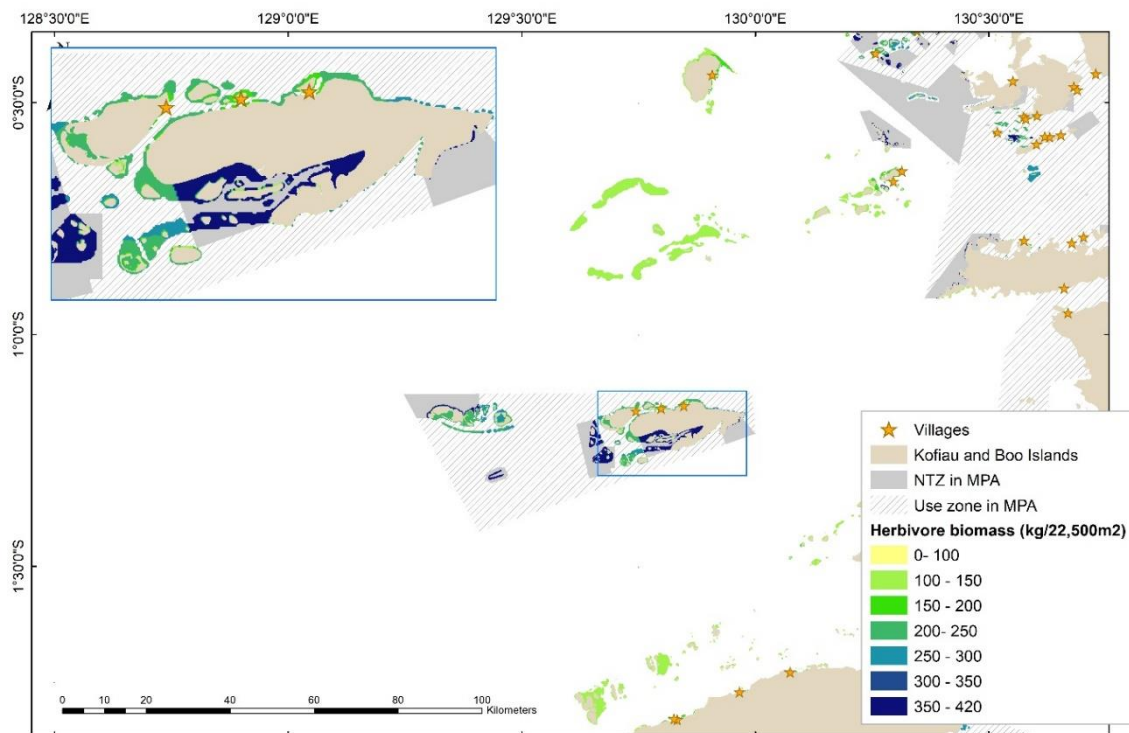 128°30'0"E
129°0'0"E
129°30'0"E
130°0'0"E
130°30'0"E
0°30'0"S
1°0'0"S
1°30'0"S
Villages
Kofiau and Boo Islands
NTZ in MPA
Use zone in MPA
Herbivore biomass (kg/22,500m2)
0- 100
100 - 150
150 - 200
200- 250
250 - 300
300 - 350
350 - 420
0 10 20 40 60 80 100
Kilometers